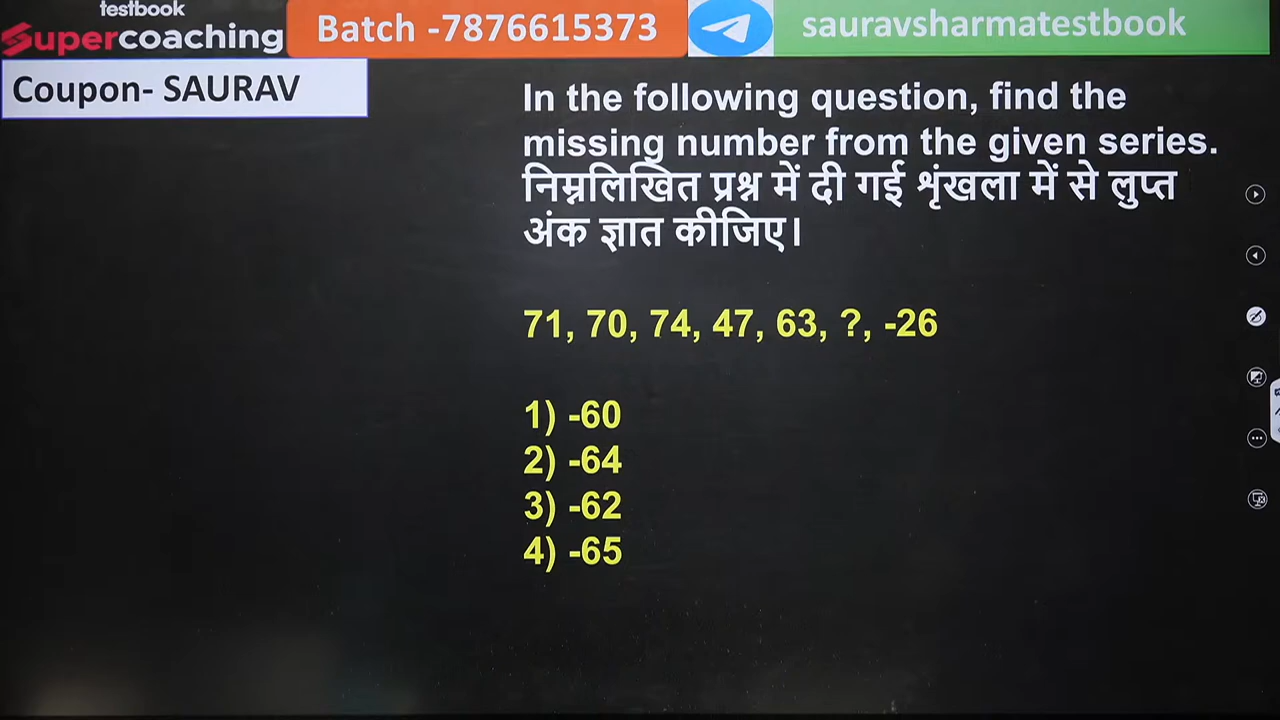 testbook
Supercoaching
Batch -7876615373
sauravsharmatestbook
Coupon- SAURAV
In the following question, find the
missing number from the given series.
निम्नलिखित प्रश्न में दी गई शृंखला में से लुप्त
अंक ज्ञात कीजिए।
71, 70, 74, 47, 63, ?, -26
1) -60
2) -64
3) -62
4) -65